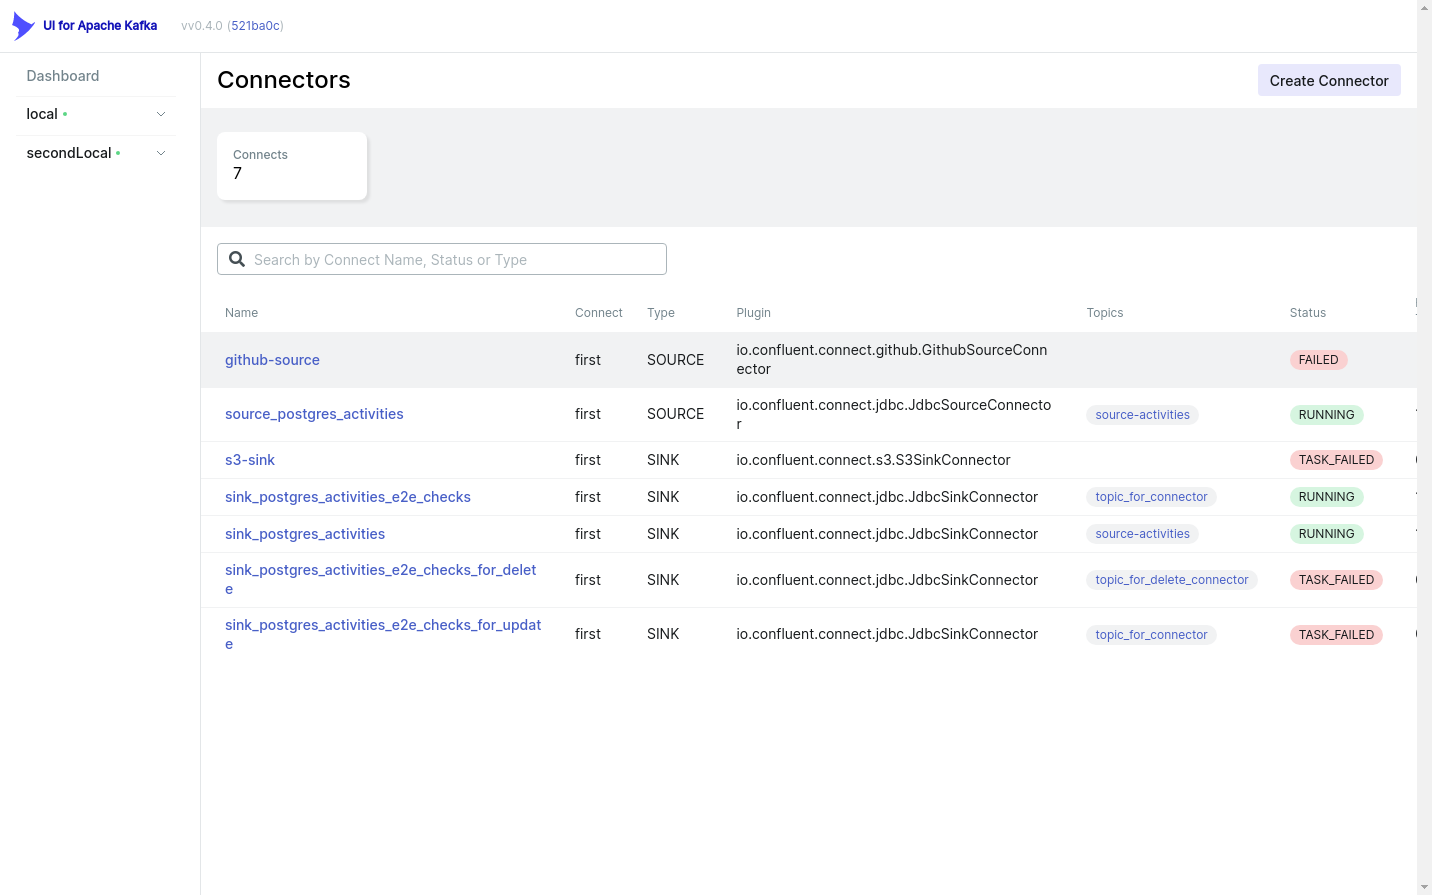 UI for Apache Kafka vv0.4.0 (521ba0c)
Dashboard
local
secondLocal
Connectors
Create Connector
Connects
7
Search by Connect Name, Status or Type
Name Connect Type Plugin Topics Status
github-source first SOURCE io.confluent.connect.github.GithubSourceConn
ector FAILED
source_postgres_activities first SOURCE io.confluent.connect.jdbc.JdbcSourceConnecto
r source-activities RUNNING
s3-sink first SINK io.confluent.connect.s3.S3SinkConnector TASK_FAILED
sink_postgres_activities_e2e_checks first SINK io.confluent.connect.jdbc.JdbcSinkConnector topic_for_connector RUNNING
sink_postgres_activities first SINK io.confluent.connect.jdbc.JdbcSinkConnector source-activities RUNNING
sink_postgres_activities_e2e_checks_for_delet
e first SINK io.confluent.connect.jdbc.JdbcSinkConnector topic_for_delete_connector TASK_FAILED
sink_postgres_activities_e2e_checks_for_updat
e first SINK io.confluent.connect.jdbc.JdbcSinkConnector topic_for_connector TASK_FAILED